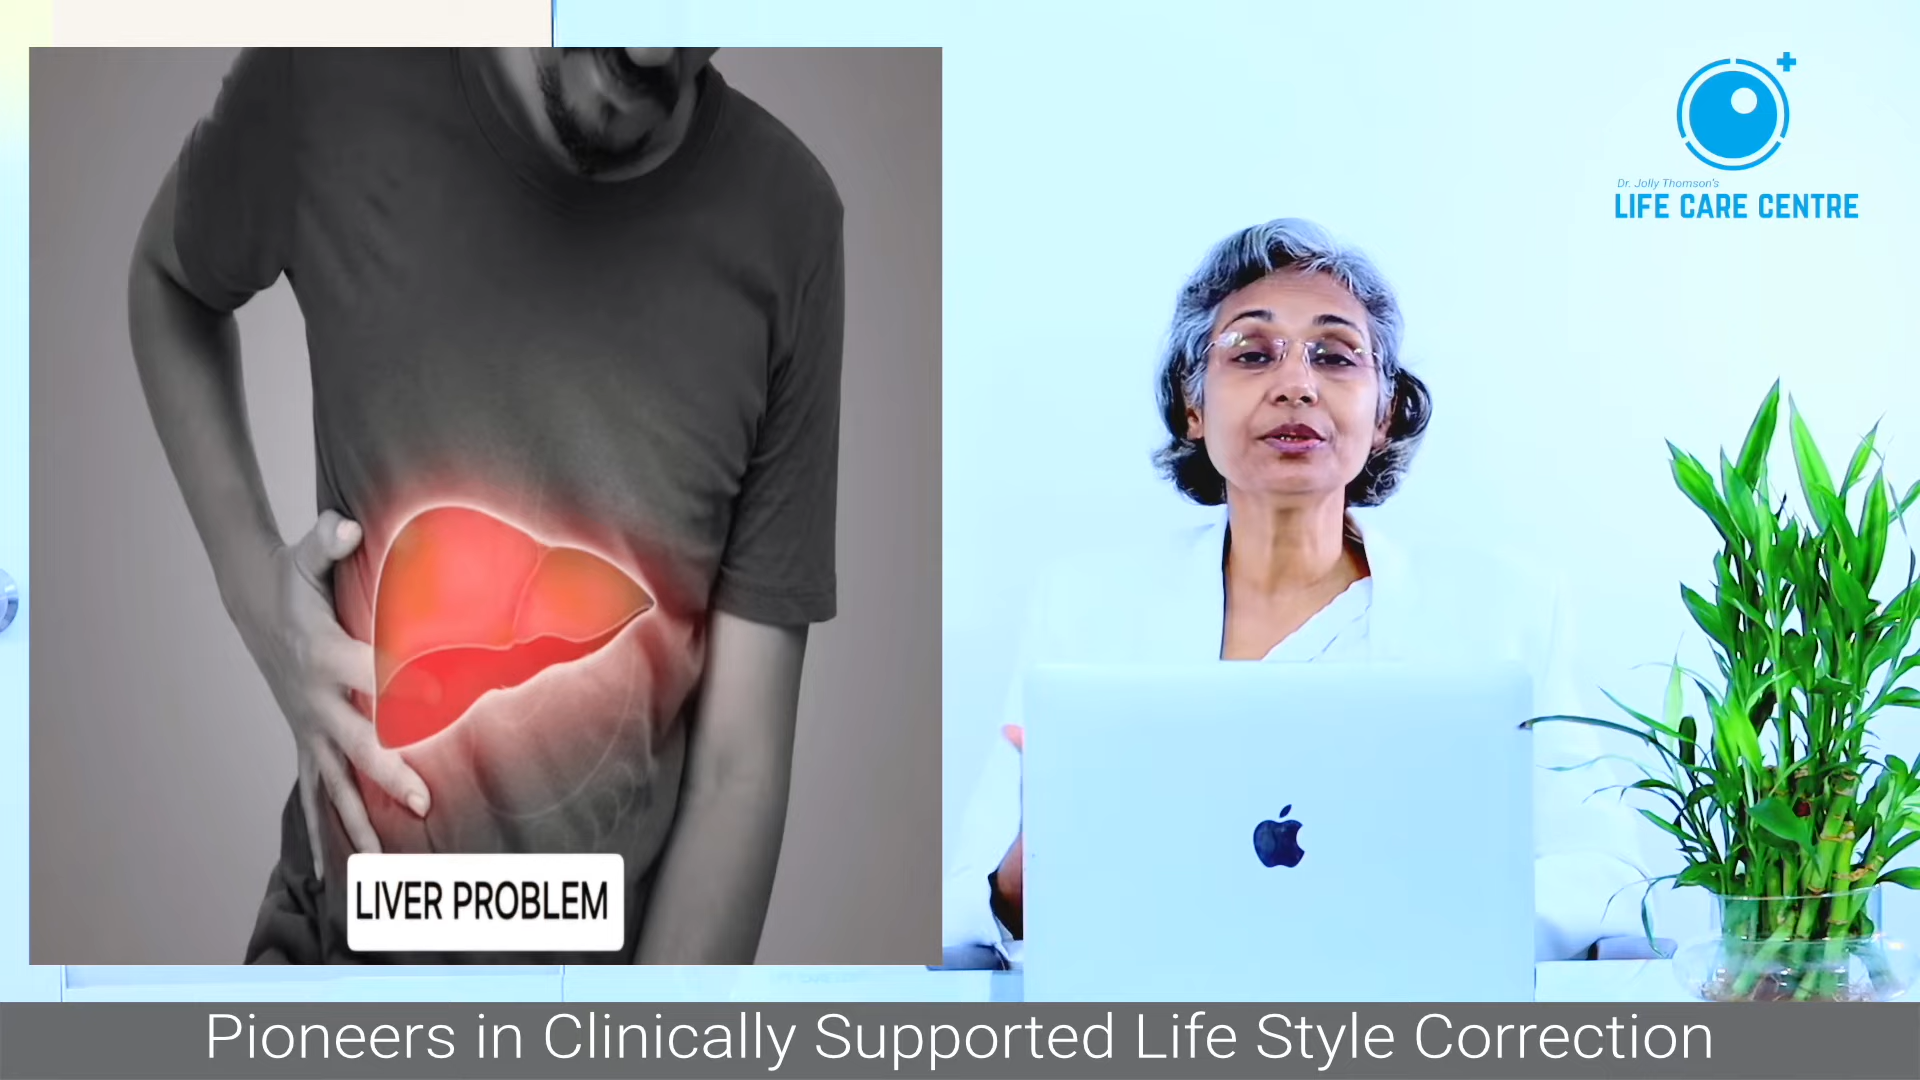 Dr. Jolly Thomson's
LIFE CARE CENTRE
LIVER PROBLEM
Pioneers in Clinically Supported Life Style Correction